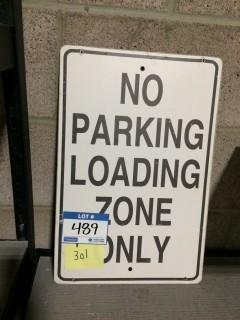 NO
PARKING
LOADING
ZONE
ONLY
LOT #
489
301